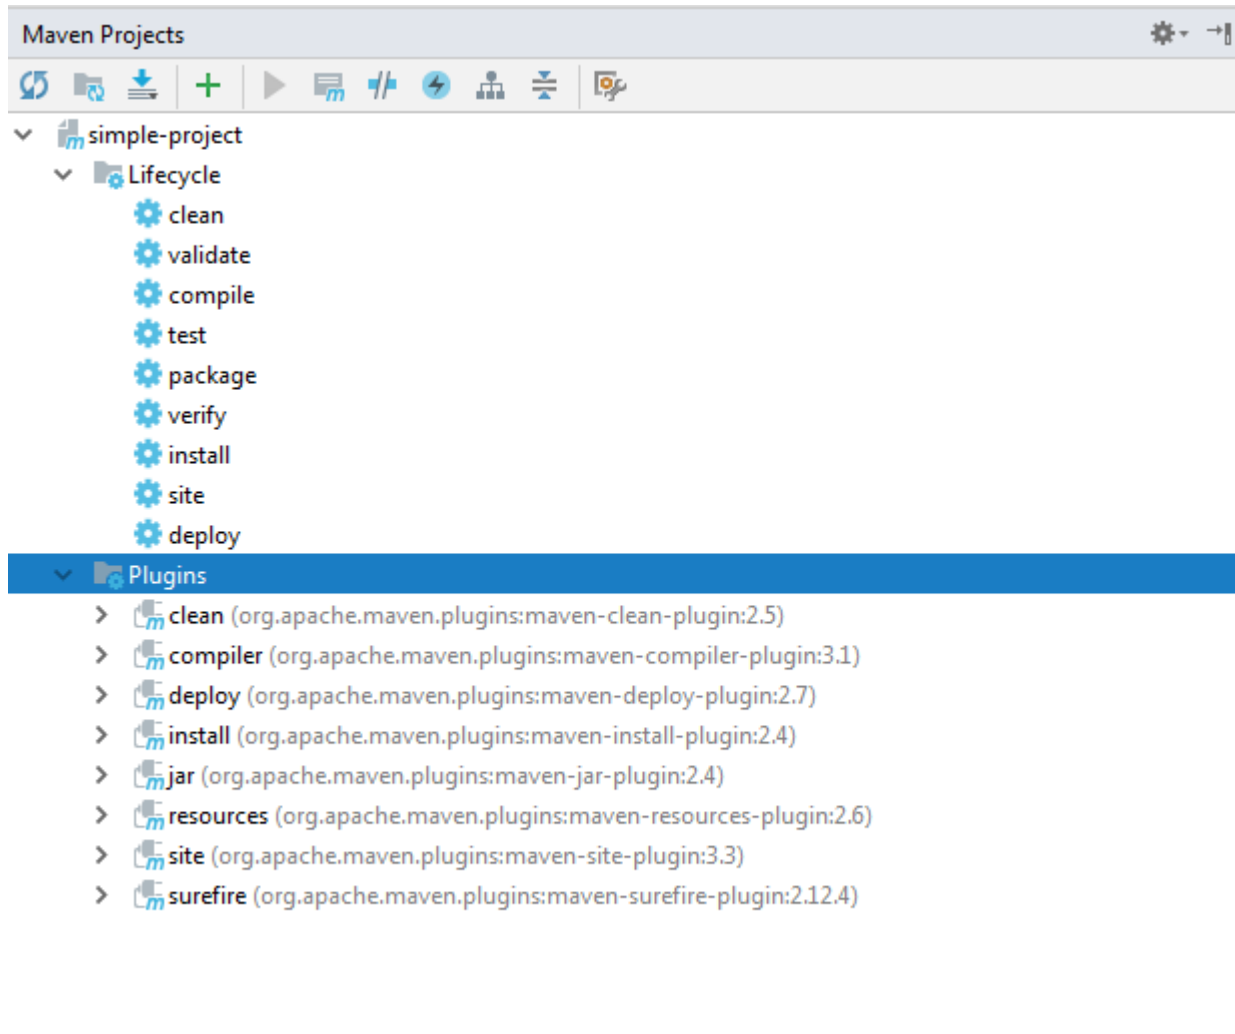 Maven Projects
simple-project
Lifecycle
clean
validate
compile
test
package
verify
install
site
deploy
Plugins
clean (org.apache.maven.plugins:maven-clean-plugin:2.5)
compiler (org.apache.maven.plugins:maven-compiler-plugin:3.1)
deploy (org.apache.maven.plugins:maven-deploy-plugin:2.7)
install (org.apache.maven.plugins:maven-install-plugin:2.4)
jar (org.apache.maven.plugins:maven-jar-plugin:2.4)
resources (org.apache.maven.plugins:maven-resources-plugin:2.6)
site (org.apache.maven.plugins:maven-site-plugin:3.3)
surefire (org.apache.maven.plugins:maven-surefire-plugin:2.12.4)